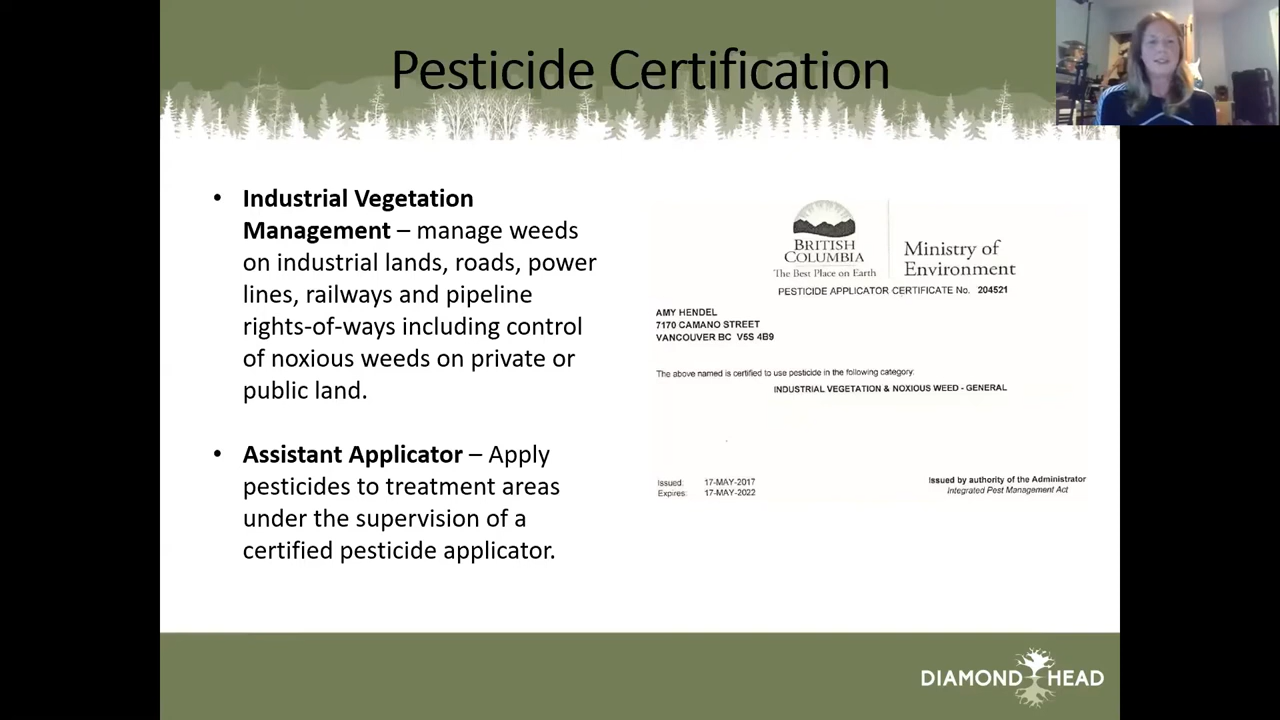 Pesticide Certification
• Industrial Vegetation
Management – manage weeds
on industrial lands, roads, power
lines, railways and pipeline
rights-of-ways including control
of noxious weeds on private or
public land.
• Assistant Applicator – Apply
pesticides to treatment areas
under the supervision of a
certified pesticide applicator.
BRITISH
COLUMBIA
The Best Place on Earth
Ministry of
Environment
PESTICIDE APPLICATOR CERTIFICATE No. 204521
AMY HENDEL
7170 CAMANO STREET
VANCOUVER BC V5S 4B9
The above named is certified to use pesticide in the following category:
INDUSTRIAL VEGETATION & NOXIOUS WEED - GENERAL
Issued: 17-MAY-2017
Expires: 17-MAY-2022
Issued by authority of the Administrator
Integrated Pest Management Act
DIAMOND HEAD